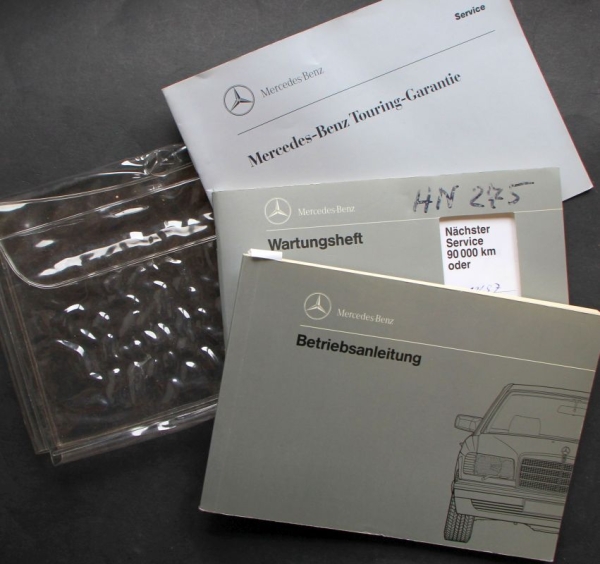 Service
Mercedes-Benz
Mercedes-Benz Touring-Garantie
HN 275
Mercedes-Benz
Wartungsheft
Nächster
Service
90 000 km
oder
Mercedes-Benz
Betriebsanleitung